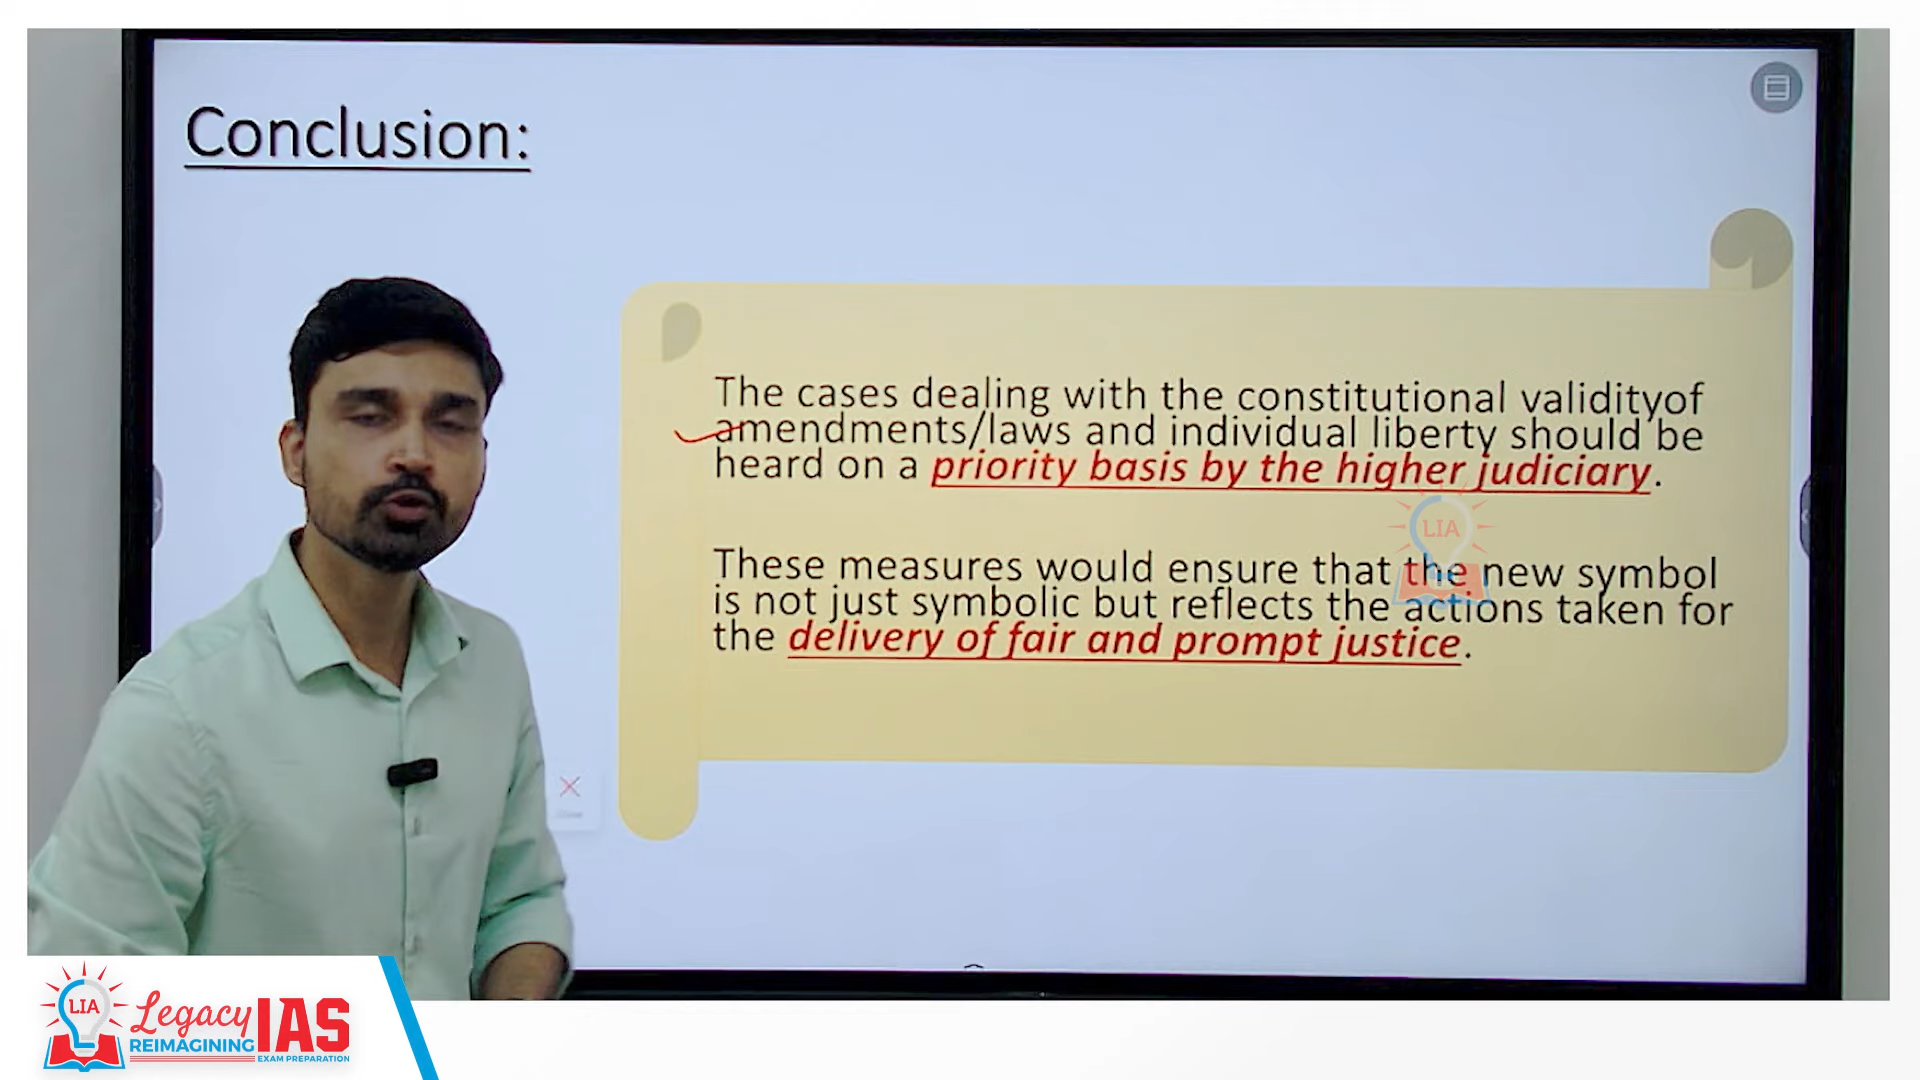 Conclusion:
The cases dealing with the constitutional validityof
amendments/laws and individual liberty should be
heard on a priority basis by the higher judiciary.
LIA
These measures would ensure that the new symbol
is not just symbolic but reflects the actions taken for
the delivery of fair and prompt justice.
LIA
Legacy IAS
REIMAGINING
EXAM PREPARATION